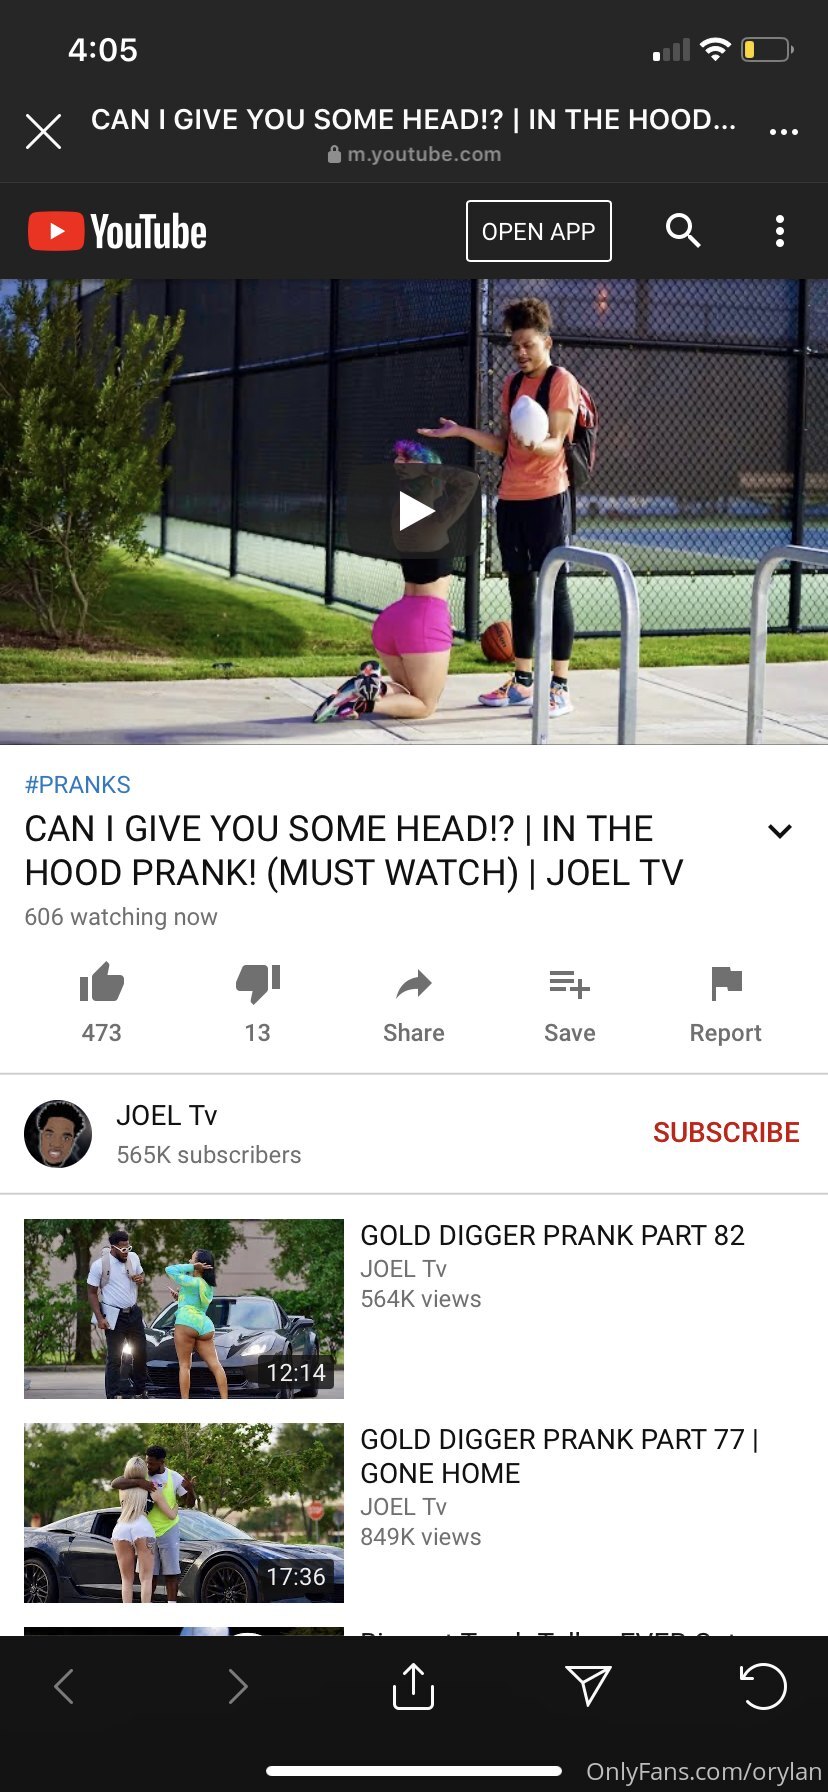 4:05
CAN I GIVE YOU SOME HEAD!? | IN THE HOOD...
m.youtube.com
YouTube
OPEN APP
#PRANKS
CAN I GIVE YOU SOME HEAD!? | IN THE
HOOD PRANK! (MUST WATCH) | JOEL TV
606 watching now
473
13
Share
Save
Report
JOEL Tv
565K subscribers
SUBSCRIBE
GOLD DIGGER PRANK PART 82
JOEL Tv
564K views
12:14
GOLD DIGGER PRANK PART 77 |
GONE HOME
JOEL Tv
849K views
17:36
OnlyFans.com/orylan